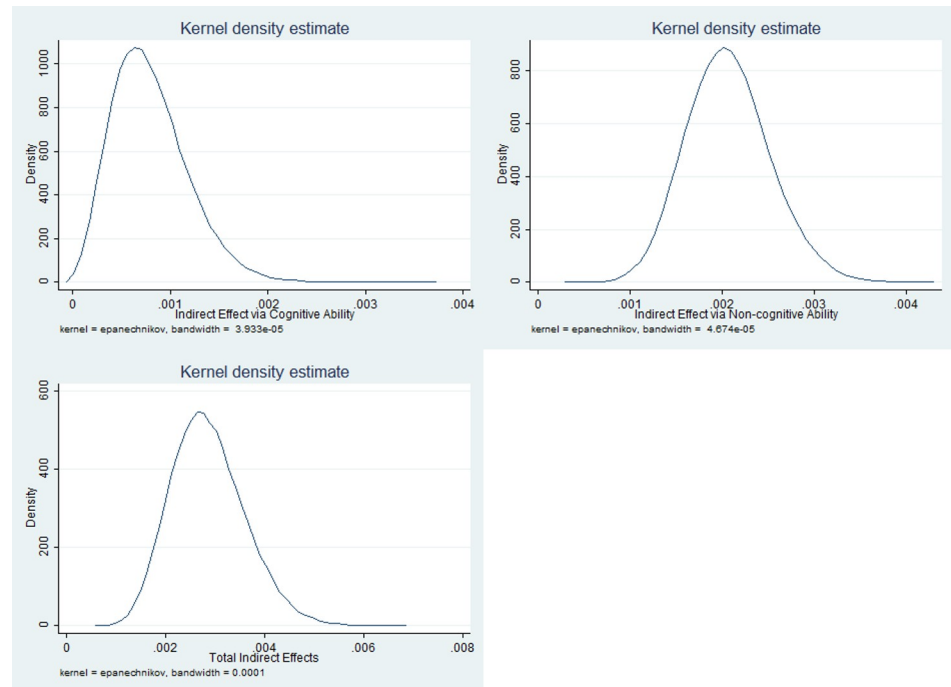 Kernel density estimate
1000
800
600
400
200
0
Density
0 .001 .002 .003 .004
Indirect Effect via Cognitive Ability
kernel = epanechnikov, bandwidth = 3.933e-05
Kernel density estimate
800
600
400
200
0
Density
0 .001 .002 .003 .004
Indirect Effect via Non-cognitive Ability
kernel = epanechnikov, bandwidth = 4.674e-05
Kernel density estimate
600
400
200
0
Density
0 .002 .004 .006 .008
Total Indirect Effects
kernel = epanechnikov, bandwidth = 0.0001